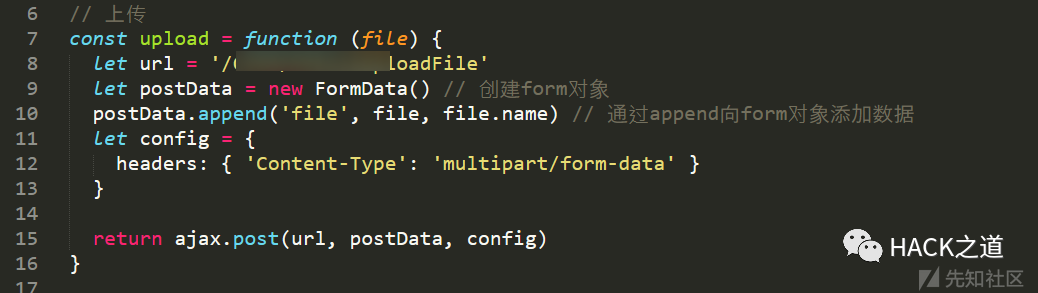 6 // 上传
7 const upload = function (file) {
8 let url = '/ loadFile'
9 let postData = new FormData() // 创建form对象
10 postData.append('file', file, file.name) // 通过append向form对象添加数据
11 let config = {
12 headers: { 'Content-Type': 'multipart/form-data' }
13 }
14
15 return ajax.post(url, postData, config)
16 }
17
HACK之道
先知社区